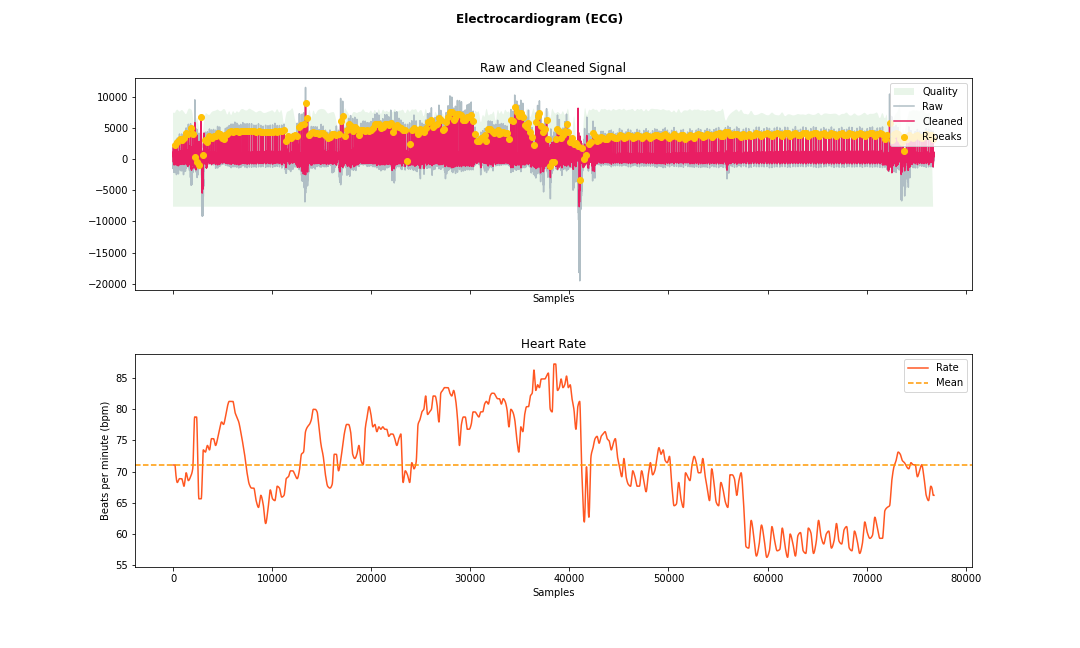 Electrocardiogram (ECG)
Raw and Cleaned Signal
10000
5000
0
−5000
−10000
−15000
−20000
Quality
Raw
Cleaned
R-peaks
Samples
Heart Rate
Beats per minute (bpm)
85
80
75
70
65
60
55
Rate
Mean
0 10000 20000 30000 40000 50000 60000 70000 80000
Samples